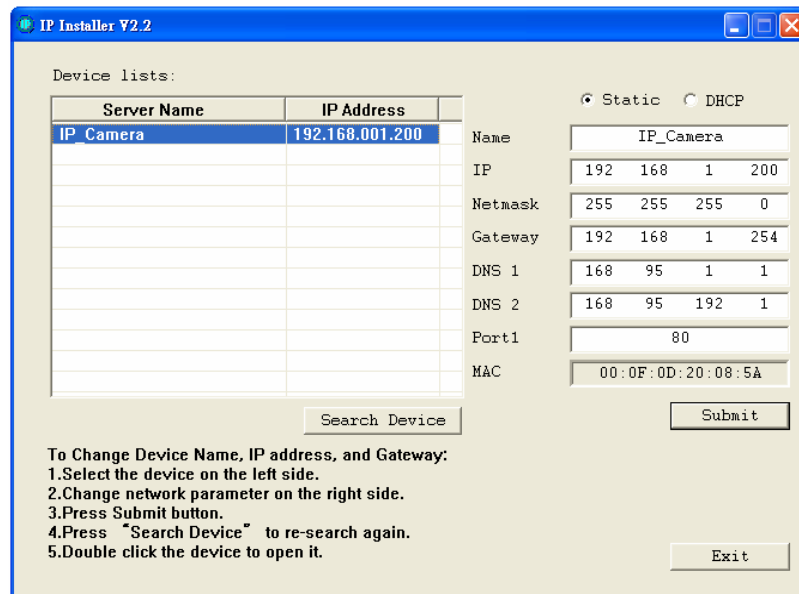 IP Installer V2.2
Device lists:
Server Name IP Address
IP_Camera 192.168.001.200
Static DHCP
Name IP_Camera
IP 192 168 1 200
Netmask 255 255 255 0
Gateway 192 168 1 254
DNS 1 168 95 1 1
DNS 2 168 95 192 1
Port1 80
MAC 00:0F:0D:20:08:5A
Search Device
Submit
To Change Device Name, IP address, and Gateway:
1.Select the device on the left side.
2.Change network parameter on the right side.
3.Press Submit button.
4.Press “Search Device” to re-search again.
5.Double click the device to open it.
Exit